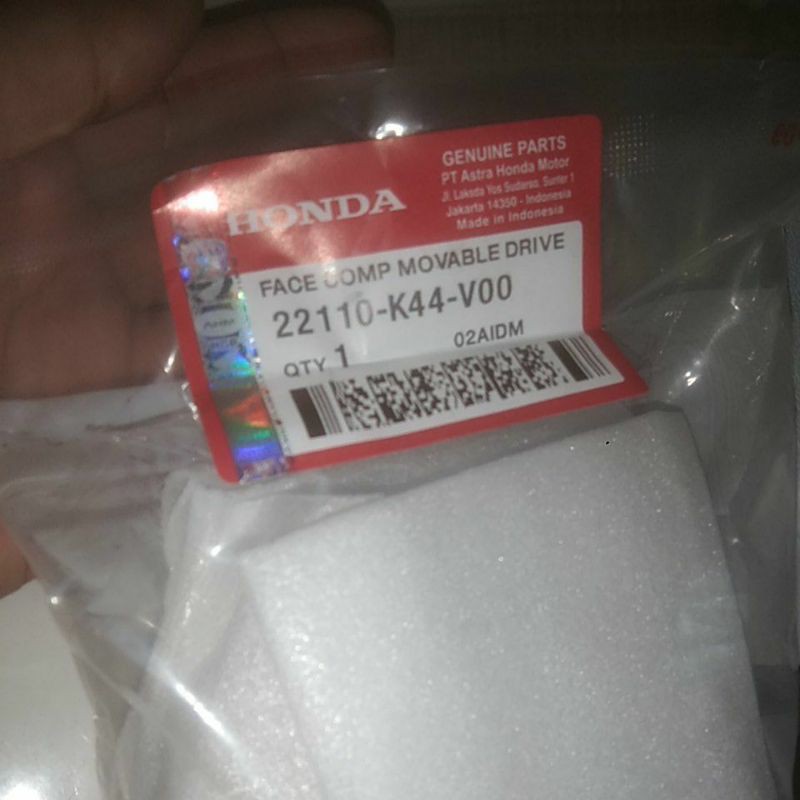 HONDA
GENUINE PARTS
PT Astra Honda Motor
Jl. Laksda Yos Sudarso, Sunter 1
Jakarta 14350 - Indonesia
Made in Indonesia
FACE COMP MOVABLE DRIVE
22110-K44-V00
02AIDM
QTY 1